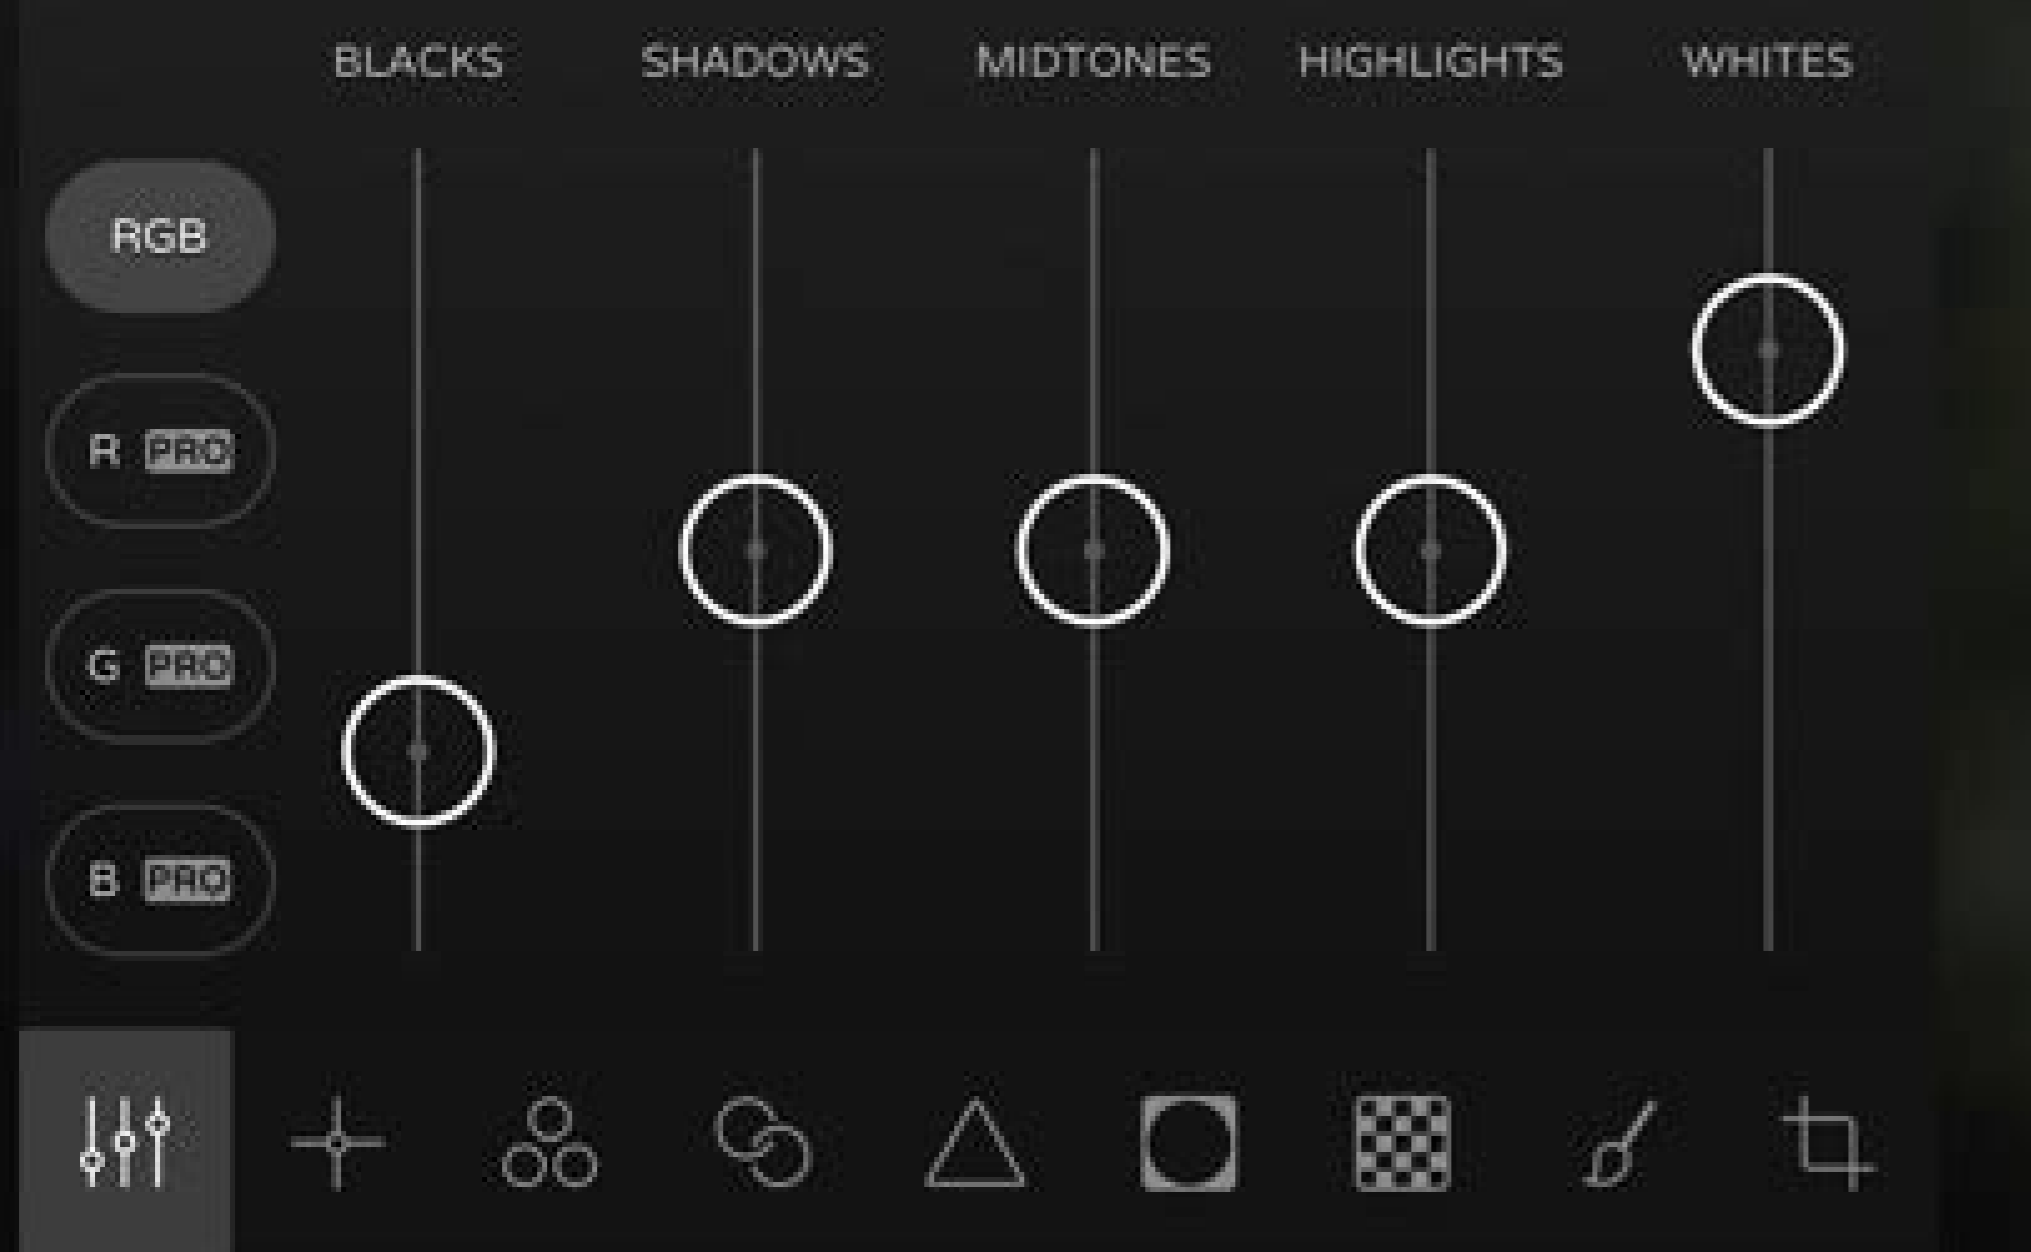 BLACKS SHADOWS MIDTONES HIGHLIGHTS WHITES
RGB
R PRO
G PRO
B PRO